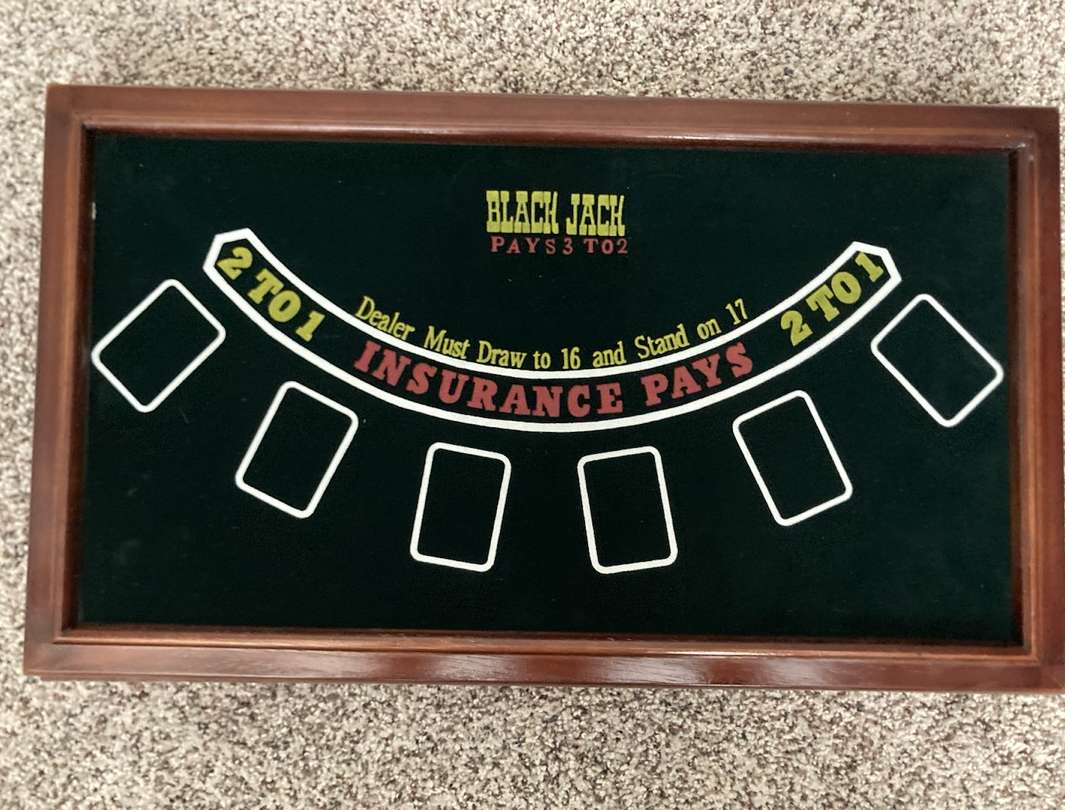 BLACK JACK
PAYS 3 TO 2
Dealer Must Draw to 16 and Stand on 17
2 TO 1 INSURANCE PAYS 2 TO 1